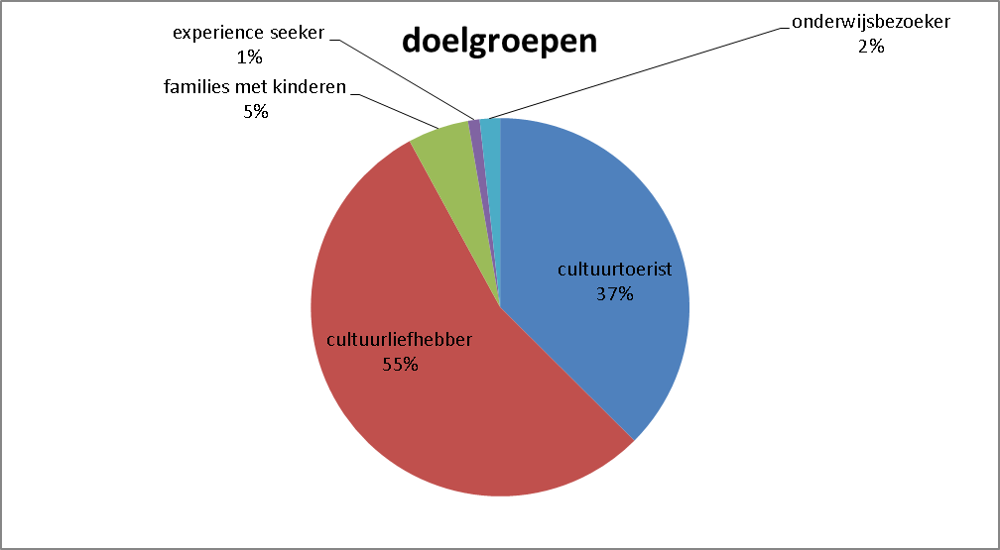 doelgroepen
experience seeker
1%
families met kinderen
5%
onderwijsbezoeker
2%
cultuurtoerist
37%
cultuurliefhebber
55%